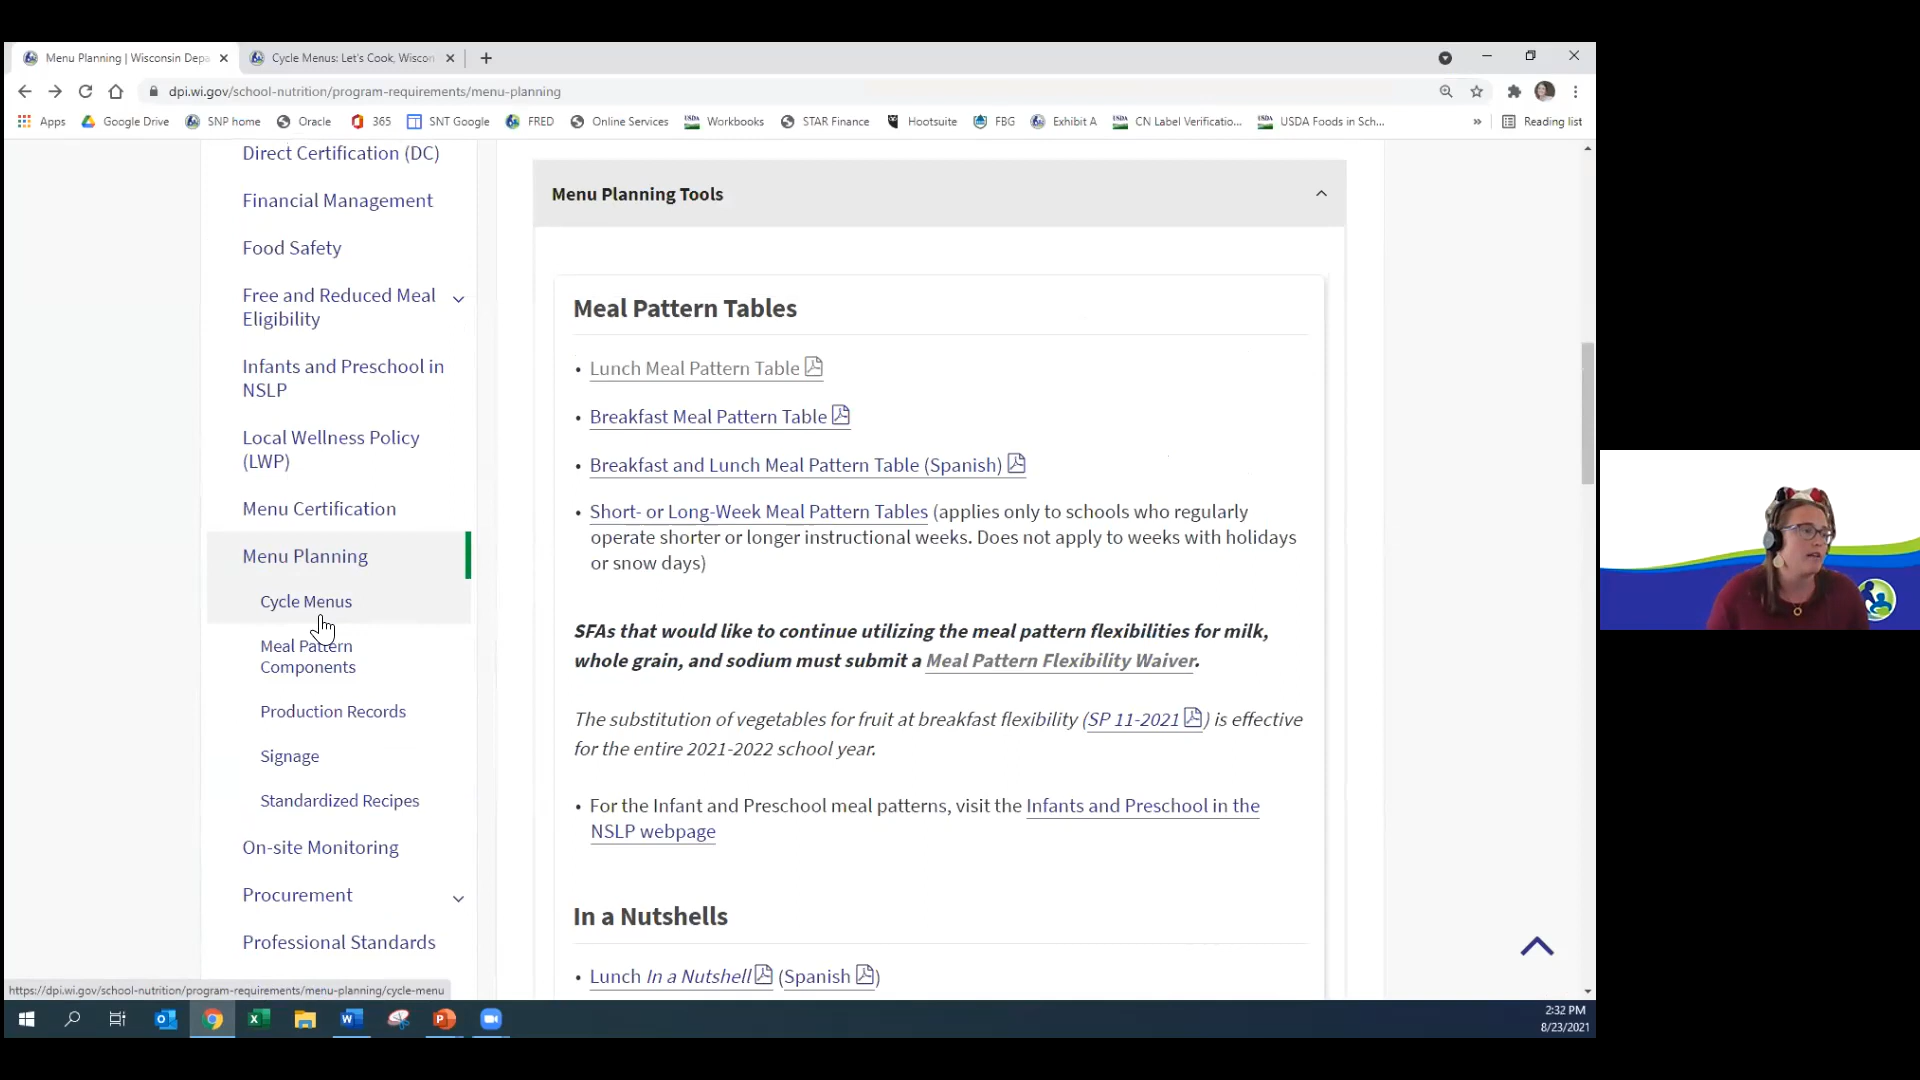 Menu Planning | Wisconsin Depa
Cycle Menus: Let's Cook, Wiscon
dpi.wi.gov/school-nutrition/program-requirements/menu-planning
Apps
Google Drive
SNP home
Oracle
365
SNT Google
FRED
Online Services
Workbooks
STAR Finance
Hootsuite
FBG
Exhibit A
CN Label Verificatio...
USDA Foods in Sch...
»
Reading list
Direct Certification (DC)
Financial Management
Food Safety
Free and Reduced Meal
Eligibility
Infants and Preschool in
NSLP
Local Wellness Policy
(LWP)
Menu Certification
Menu Planning
Cycle Menus
Meal Pattern
Components
Production Records
Signage
Standardized Recipes
On-site Monitoring
Procurement
Professional Standards
Menu Planning Tools
Meal Pattern Tables
• Lunch Meal Pattern Table
• Breakfast Meal Pattern Table
• Breakfast and Lunch Meal Pattern Table (Spanish)
• Short- or Long-Week Meal Pattern Tables (applies only to schools who regularly
operate shorter or longer instructional weeks. Does not apply to weeks with holidays
or snow days)
SFAs that would like to continue utilizing the meal pattern flexibilities for milk,
whole grain, and sodium must submit a Meal Pattern Flexibility Waiver.
The substitution of vegetables for fruit at breakfast flexibility (SP 11-2021) is effective
for the entire 2021-2022 school year.
• For the Infant and Preschool meal patterns, visit the Infants and Preschool in the
NSLP webpage
In a Nutshells
• Lunch In a Nutshell (Spanish)
https://dpi.wi.gov/school-nutrition/program-requirements/menu-planning/cycle-menu
2:32 PM
8/23/2021